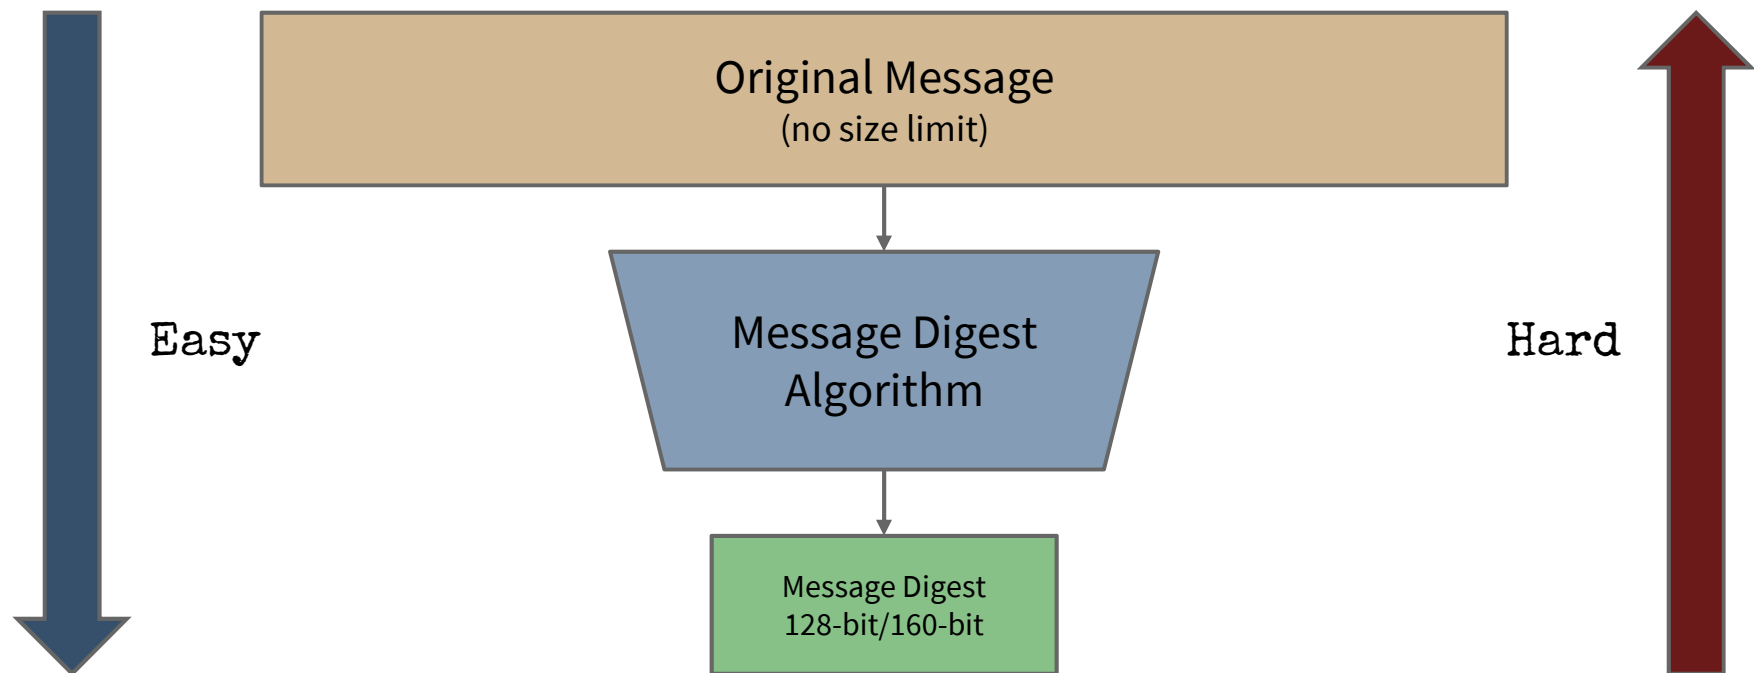 Original Message
(no size limit)
Easy
Message Digest
Algorithm
Hard
Message Digest
128-bit/160-bit